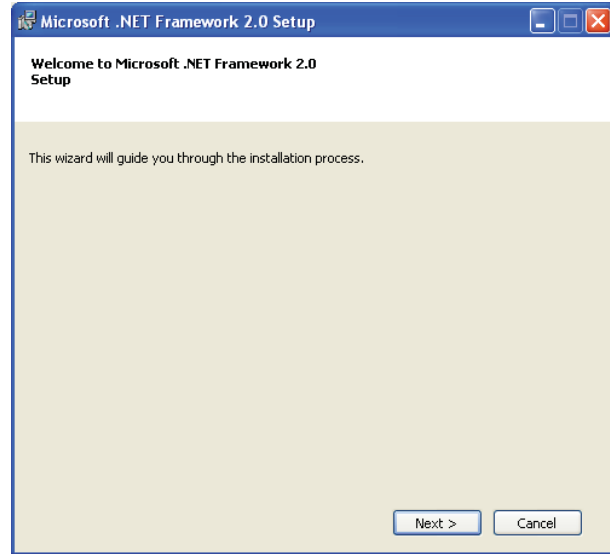 Microsoft .NET Framework 2.0 Setup
Welcome to Microsoft .NET Framework 2.0
Setup
This wizard will guide you through the installation process.
Next > Cancel